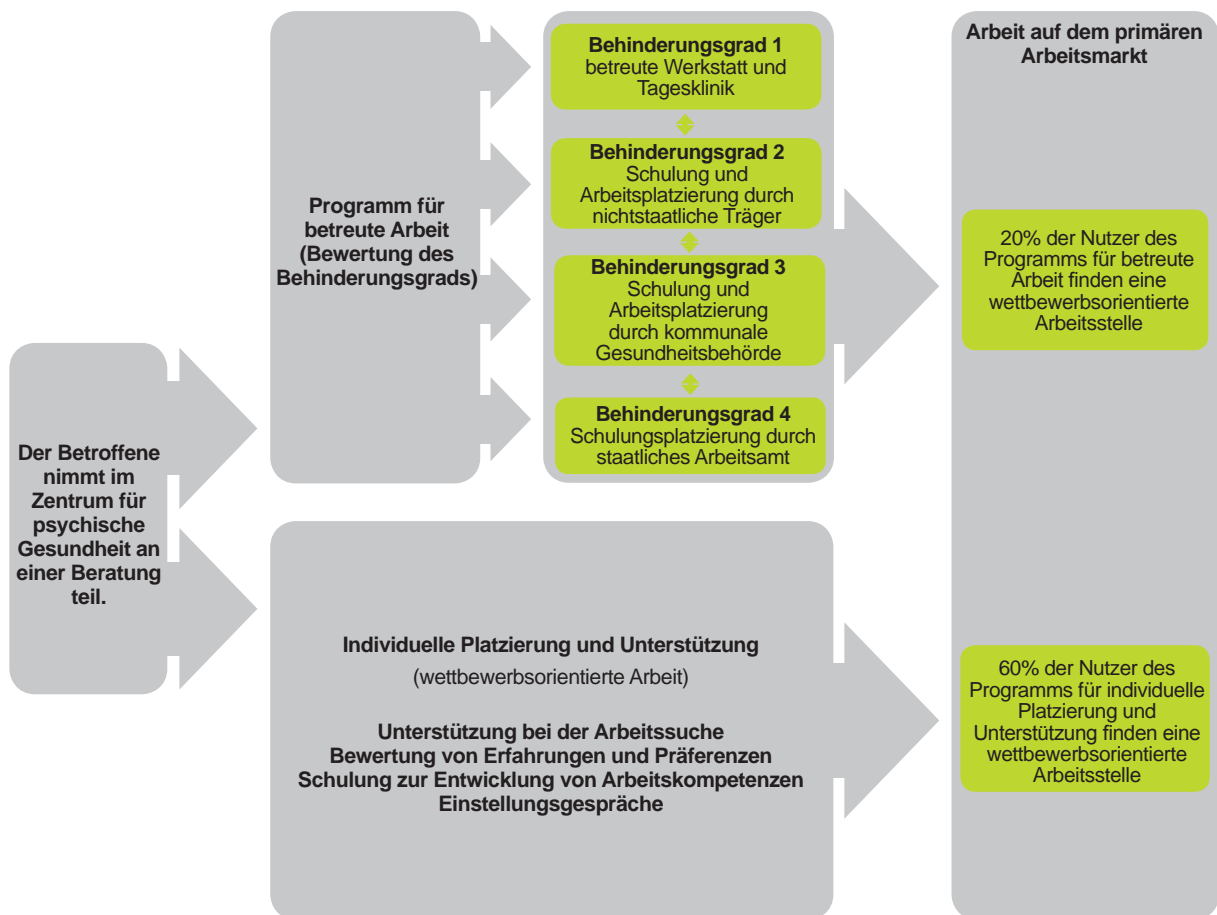 Der Betroffene
nimmt im
Zentrum für
psychische
Gesundheit an
einer Beratung
teil.
Programm für
betreute Arbeit
(Bewertung des
Behinderungsgrads)
Behinderungsgrad 1
betreute Werkstatt und
Tagesklinik
Behinderungsgrad 2
Schulung und
Arbeitsplatzierung durch
nichtstaatliche Träger
Behinderungsgrad 3
Schulung und
Arbeitsplatzierung
durch kommunale
Gesundheitsbehörde
Behinderungsgrad 4
Schulungsplatzierung durch
staatliches Arbeitsamt
Individuelle Platzierung und Unterstützung
(wettbewerbsorientierte Arbeit)
Unterstützung bei der Arbeitssuche
Bewertung von Erfahrungen und Präferenzen
Schulung zur Entwicklung von Arbeitskompetenzen
Einstellungsgespräche
Arbeit auf dem primären
Arbeitsmarkt
20% der Nutzer des
Programms für betreute
Arbeit finden eine
wettbewerbsorientierte
Arbeitsstelle
60% der Nutzer des
Programms für individuelle
Platzierung und
Unterstützung finden eine
wettbewerbsorientierte
Arbeitsstelle